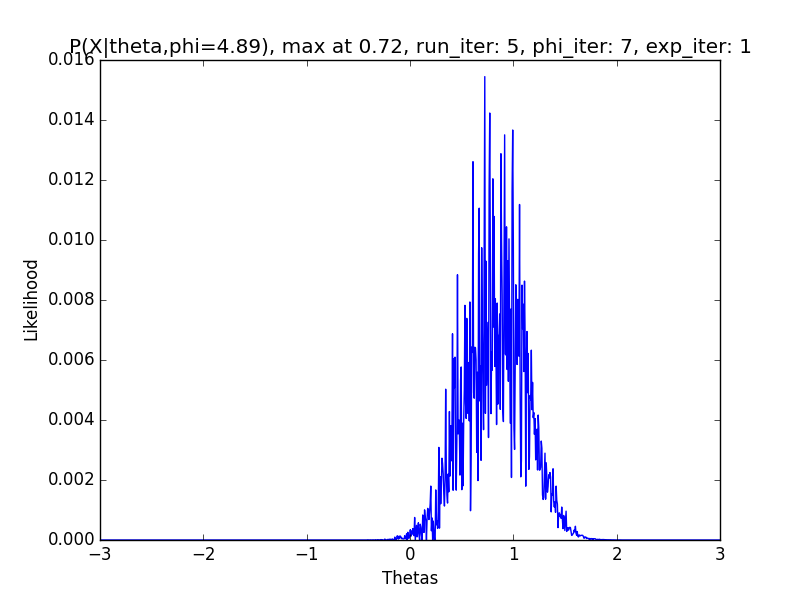 P(X|theta,phi=4.89), max at 0.72, run_iter: 5, phi_iter: 7, exp_iter: 1
0.016
0.014
0.012
0.010
0.008
0.006
0.004
0.002
0.000
Likelihood
−3 −2 −1 0 1 2 3
Thetas